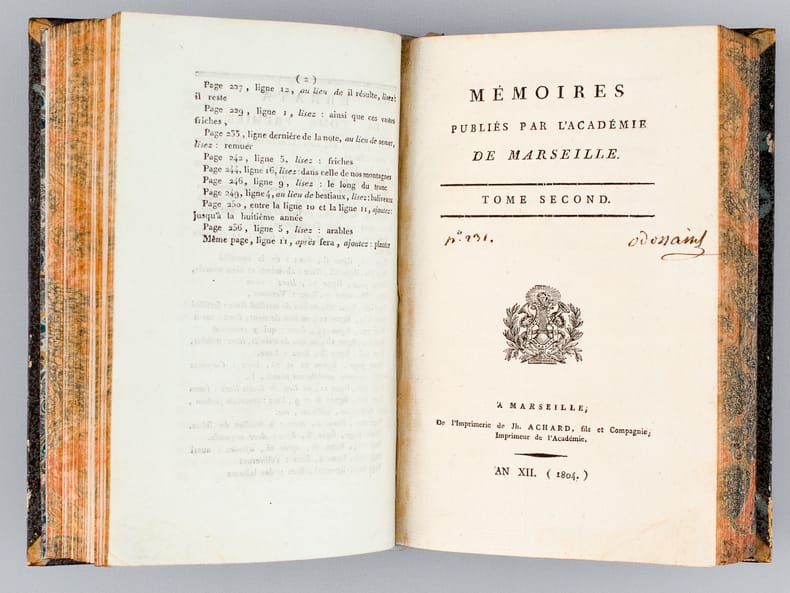 ( 2 )
Page 227, ligne 12, au lieu de il résulte, lisez :
il reste
Page 229, ligne 1, lisez : ainsi que ces vastes
friches,
Page 233, ligne dernière de la note, au lieu de
lisez : remuer
Page 242, ligne 5, lisez : friches
Page 244, ligne 16, lisez : dans celle de nos montagnes
Page 246, ligne 9, lisez : le long du tronc
Page 249, ligne 4, au lieu de bestiaux, lisez : baliveaux
Page 250, entre la ligne 10 et la ligne 11, ajoutez :
jusqu'à la huitième année
Page 256, ligne 5, lisez : arables
Même page, ligne 11, après sera, ajoutez : planter
MÉMOIRES
PUBLIÉS PAR L'ACADÉMIE
DE MARSEILLE.
TOME SECOND.
n.° 231.
A MARSEILLE;
De l'Imprimerie de Jh. ACHARD, fils et Compagnie;
Imprimeur de l'Académie.
AN XII. ( 1804. )